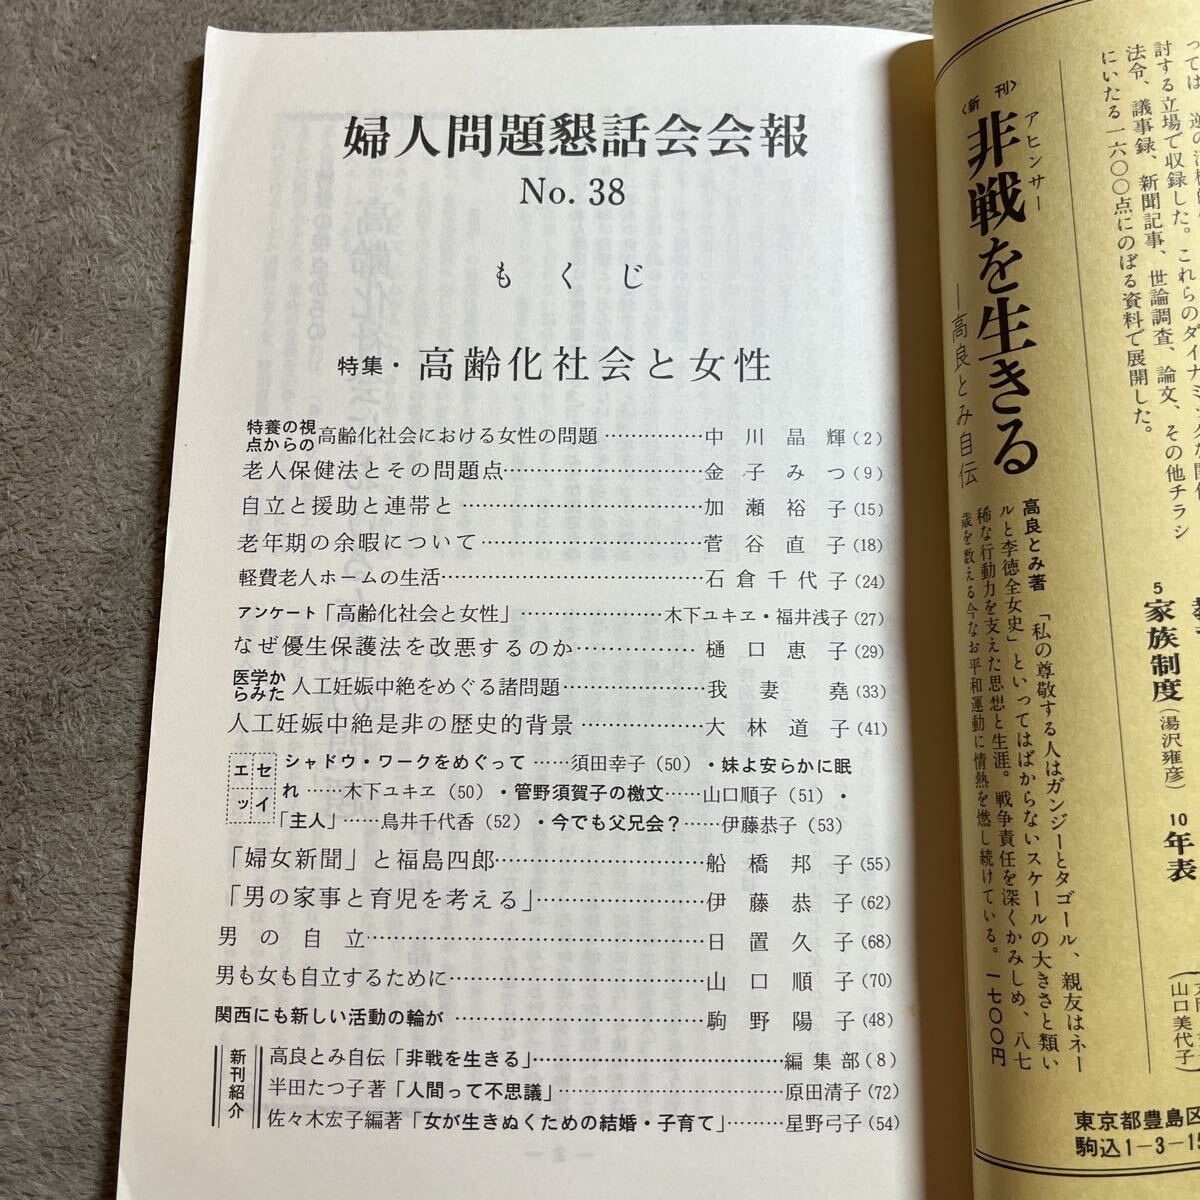 婦人問題懇話会会報
No. 38
もくじ
特集・高齢化社会と女性
特養の視点からの 高齢化社会における女性の問題……………中川晶輝(2)
老人保健法とその問題点……………………金子みつ(9)
自立と援助と連帯と……………………加瀬裕子(15)
老年期の余暇について……………………菅谷直子(18)
軽費老人ホームの生活……………………石倉千代子(24)
アンケート「高齢化社会と女性」……………木下ユキヱ・福井浅子(27)
なぜ優生保護法を改悪するのか……………樋口恵子(29)
医学からみた 人工妊娠中絶をめぐる諸問題……………我妻堯(33)
人工妊娠中絶是非の歴史的背景……………大林道子(41)
エッセイ
シャドウ・ワークをめぐって……須田幸子(50)・妹よ安らかに眠
れ……木下ユキヱ(50)・管野須賀子の檄文……山口順子(51)・
「主人」……鳥井千代香(52)・今でも父兄会?……伊藤恭子(53)
「婦女新聞」と福島四郎……………………船橋邦子(55)
「男の家事と育児を考える」………………伊藤恭子(62)
男の自立……………………………日置久子(68)
男も女も自立するために……………………山口順子(70)
関西にも新しい活動の輪が……………………駒野陽子(48)
新刊紹介
高良とみ自伝「非戦を生きる」……………………編集部(8)
半田たつ子著「人間って不思議」……………………原田清子(72)
佐々木宏子編著「女が生きぬくための結婚・子育て」………星野弓子(54)
討する立場で収録した。これらのダイナミ
法令、議事録、新聞記事、世論調査、論文、その他チラシ
にいたる一六〇〇点にのぼる資料で展開した。
〈新刊〉
アヒンサー
非戦を生きる
―高良とみ自伝
高良とみ著 「私の尊敬する人はガンジーとタゴール、親友はネー
ルと李徳全女史」といってはばからないスケールの大きさと類い
稀な行動力を支えた思想と生涯。戦争責任を深くかみしめ、八七
歳を数える今なお平和運動に情熱を燃し続けている。一七〇〇円
5 家族制度(湯沢雍彦)
10 年表
(山口美代子)
東京都豊島区
駒込1-3-15